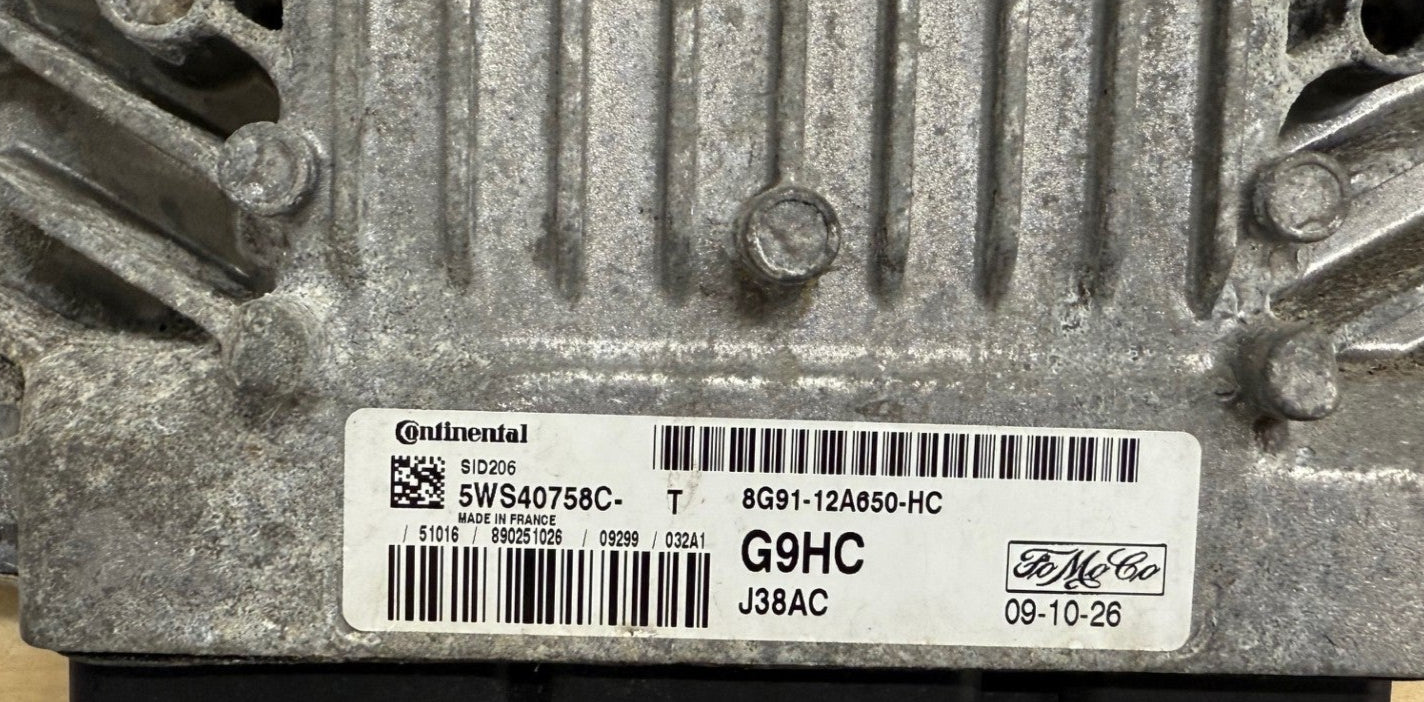 Continental
SID206
5WS40758C- T
MADE IN FRANCE
/ 51016 / 890251026 / 09299 / 032A1
8G91-12A650-HC
G9HC
J38AC
FoMoCo
09-10-26